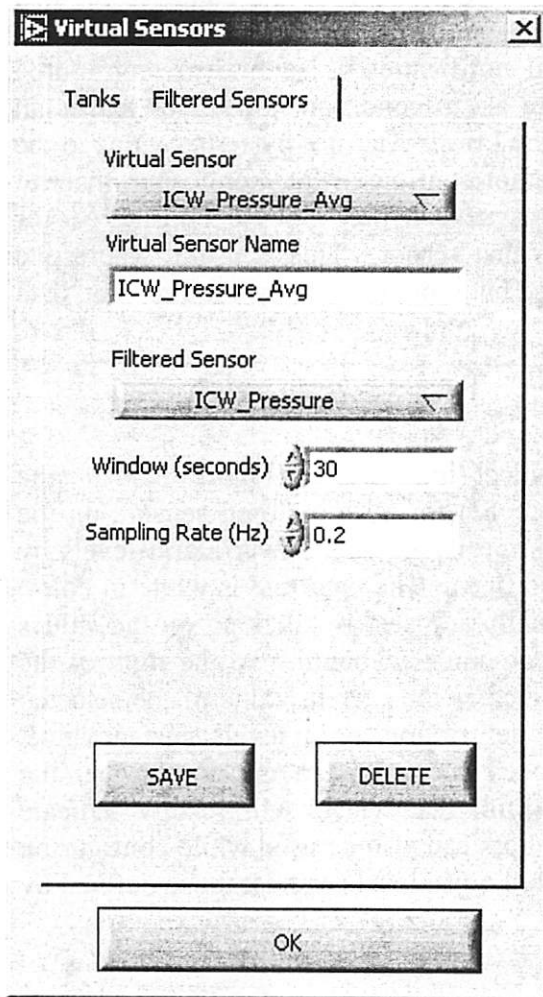 Virtual Sensors
Tanks Filtered Sensors
Virtual Sensor
ICW_Pressure_Avg
Virtual Sensor Name
ICW_Pressure_Avg
Filtered Sensor
ICW_Pressure
Window (seconds) 30
Sampling Rate (Hz) 0.2
SAVE DELETE
OK